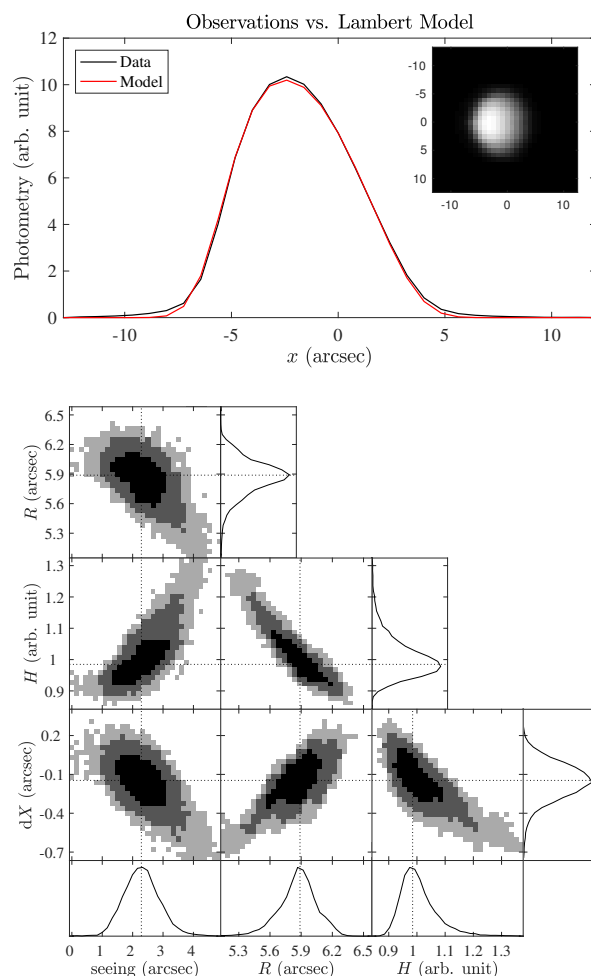 Observations vs. Lambert Model
12
10
8
6
4
2
0
Photometry (arb. unit)
Data
Model
-10
-5
0
5
10
-10
0
10
-10
-5
0
5
10
x (arcsec)
6.5
6.2
5.9
5.6
5.3
R (arcsec)
1.3
1.2
1.1
1
0.9
H (arb. unit)
0.2
-0.1
-0.4
-0.7
dX (arcsec)
0 1 2 3 4
5.3 5.6 5.9 6.2 6.5
0.9 1 1.1 1.2 1.3
seeing (arcsec)
R (arcsec)
H (arb. unit)